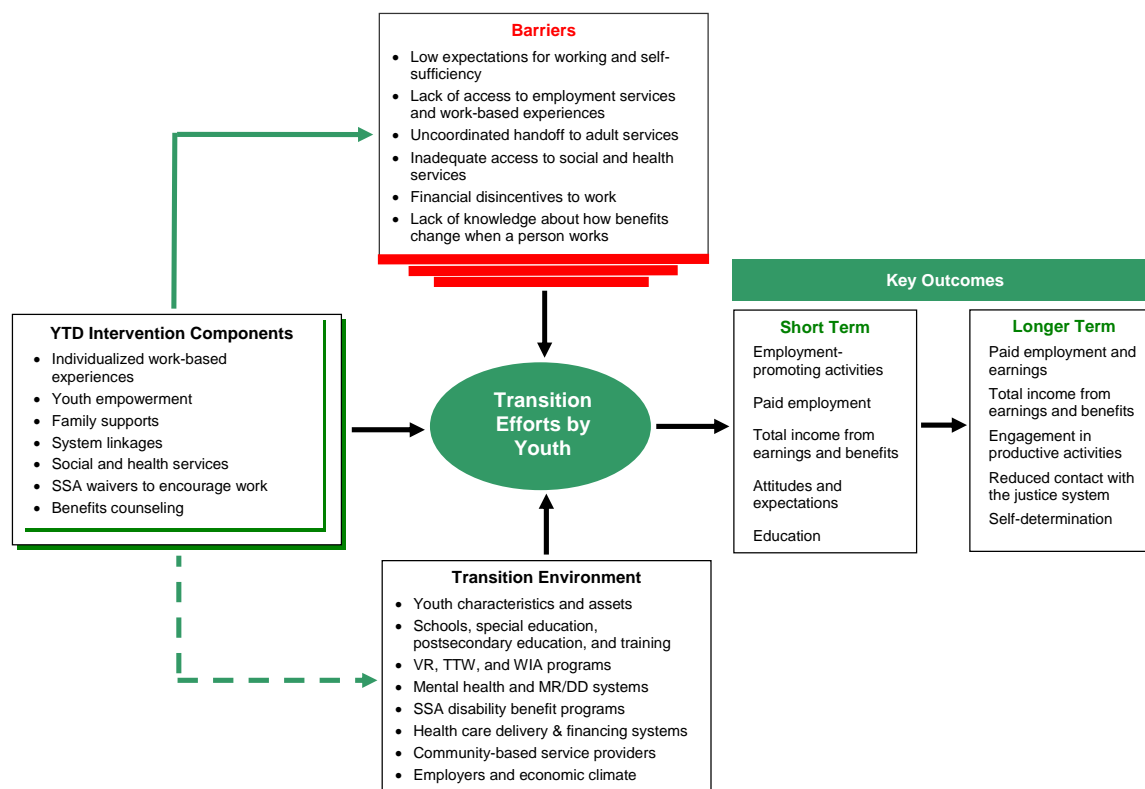 Barriers
• Low expectations for working and self-
sufficiency
• Lack of access to employment services
and work-based experiences
• Uncoordinated handoff to adult services
• Inadequate access to social and health
services
• Financial disincentives to work
• Lack of knowledge about how benefits
change when a person works
YTD Intervention Components
• Individualized work-based
experiences
• Youth empowerment
• Family supports
• System linkages
• Social and health services
• SSA waivers to encourage work
• Benefits counseling
Transition
Efforts by
Youth
Key Outcomes
Short Term
Employment-
promoting activities
Paid employment
Total income from
earnings and benefits
Attitudes and
expectations
Education
Longer Term
Paid employment and
earnings
Total income from
earnings and benefits
Engagement in
productive activities
Reduced contact with
the justice system
Self-determination
Transition Environment
• Youth characteristics and assets
• Schools, special education,
postsecondary education, and training
• VR, TTW, and WIA programs
• Mental health and MR/DD systems
• SSA disability benefit programs
• Health care delivery & financing systems
• Community-based service providers
• Employers and economic climate